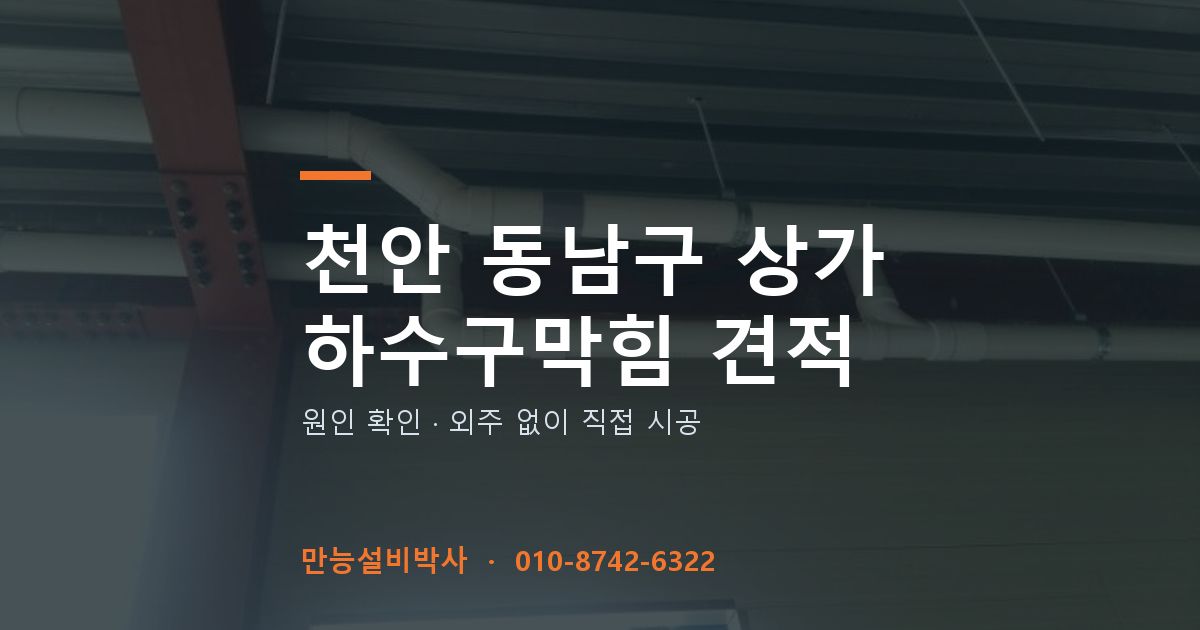 천안 동남구 상가
하수구막힘 견적
원인 확인 · 외주 없이 직접 시공
만능설비박사 · 010-8742-6322